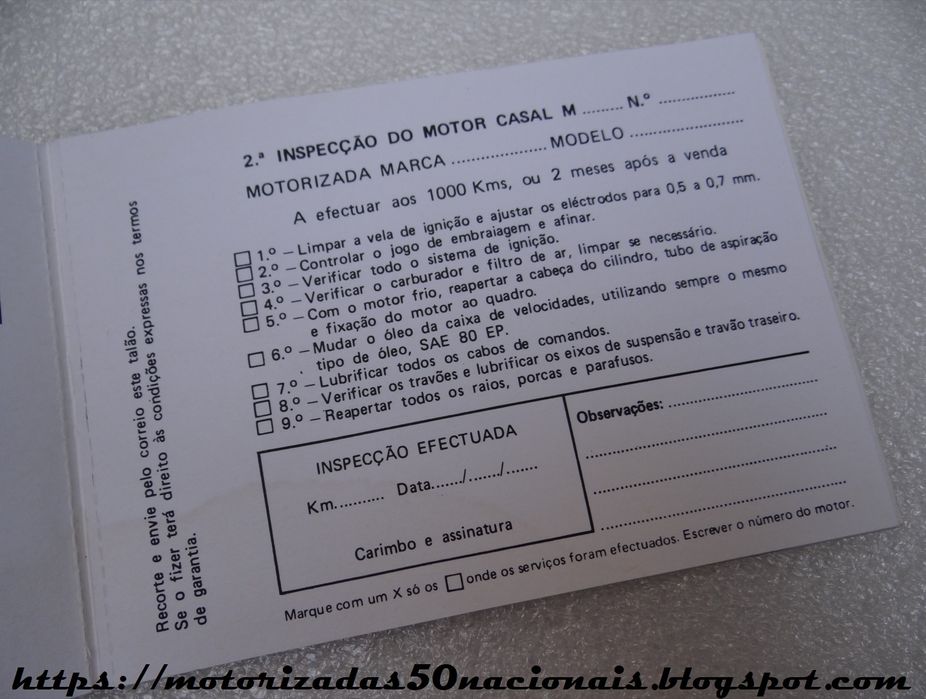 2.ª INSPECÇÃO DO MOTOR CASAL M ......... N.º .................
MOTORIZADA MARCA .................... MODELO .........................
A efectuar aos 1000 Kms, ou 2 meses após a venda
1.º – Limpar a vela de ignição e ajustar os eléctrodos para 0,5 a 0,7 mm.
2.º – Controlar o jogo de embraiagem e afinar.
3.º – Verificar todo o sistema de ignição.
4.º – Verificar o carburador e filtro de ar, limpar se necessário.
5.º – Com o motor frio, reapertar a cabeça do cilindro, tubo de aspiração
e fixação do motor ao quadro.
6.º – Mudar o óleo da caixa de velocidades, utilizando sempre o mesmo
tipo de óleo, SAE 80 EP.
7.º – Lubrificar todos os cabos de comandos.
8.º – Verificar os travões e lubrificar os eixos de suspensão e travão traseiro.
9.º – Reapertar todos os raios, porcas e parafusos.
INSPECÇÃO EFECTUADA
Km.......... Data....../......./.......
Carimbo e assinatura
Observações: ................................
Marque com um X só os □ onde os serviços foram efectuados. Escrever o número do motor.
Recorte e envie pelo correio este talão.
Se o fizer terá direito às condições expressas nos termos
de garantia.
https://motorizadas50nacionais.blogspot.com